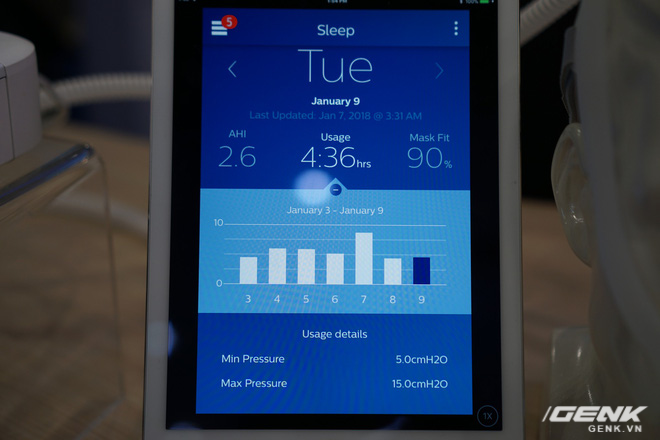 5
Sleep
100%
Tue
January 9
Last Updated: Jan 7, 2018 @ 3:31 AM
AHI Usage Mask Fit
2.6 4:36hrs 90%
January 3 - January 9
10
0
3 4 5 6 7 8 9
Usage details
Min Pressure 5.0cmH2O
Max Pressure 15.0cmH2O
1X
GENK
GENK.VN